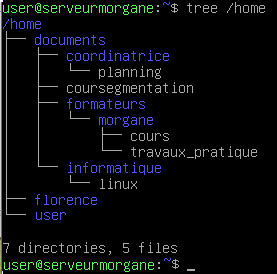 user@serveurmorgane:~$ tree /home
/home
├── documents
│   ├── coordinatrice
│   │   └── planning
│   ├── coursegmentation
│   ├── formateurs
│   │   └── morgane
│   │       ├── cours
│   │       └── travaux_pratique
│   └── informatique
│       └── linux
├── florence
└── user

7 directories, 5 files
user@serveurmorgane:~$ _